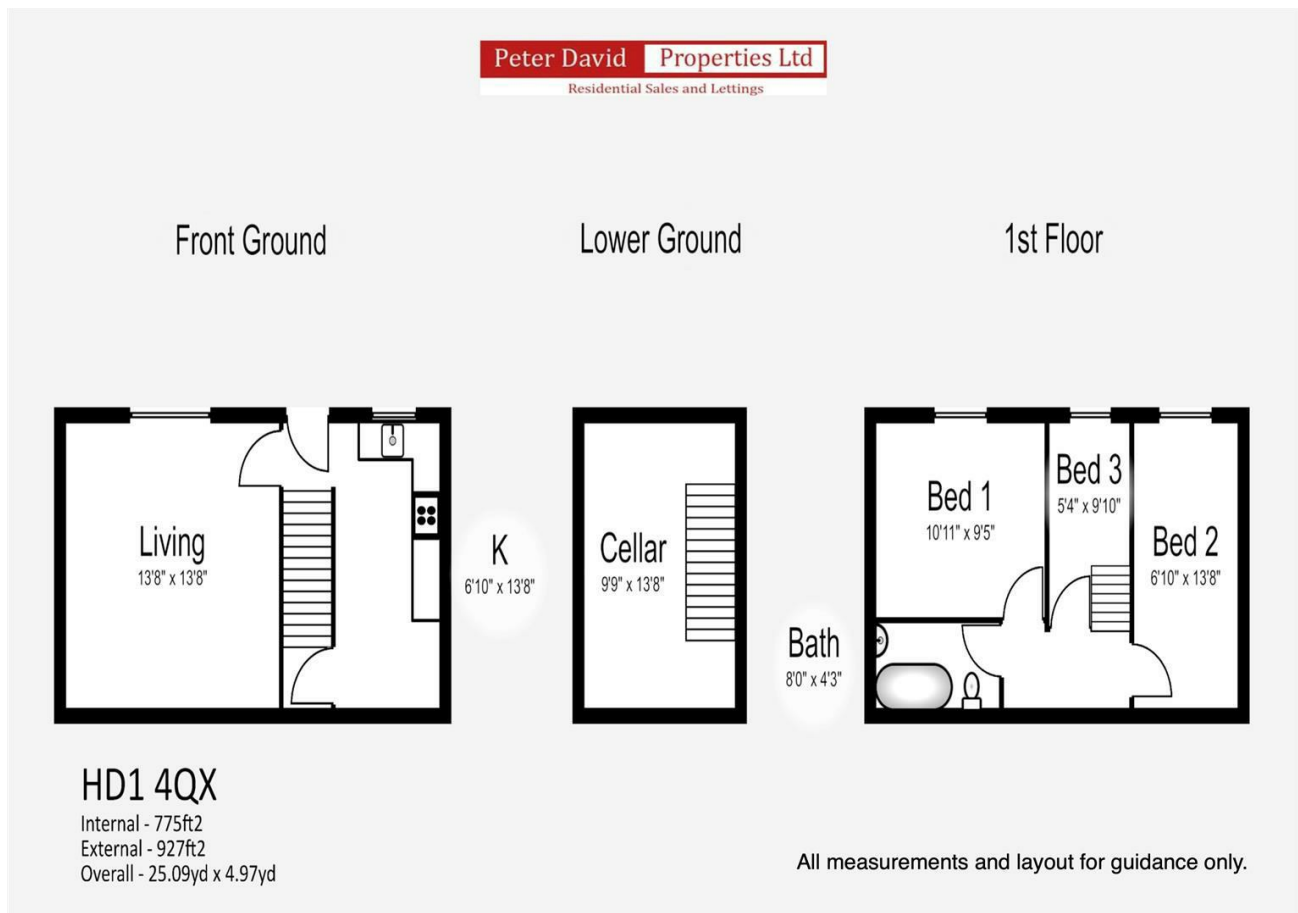 Peter David Properties Ltd
Residential Sales and Lettings
Front Ground
Lower Ground
1st Floor
Living
13'8" x 13'8"
K
6'10" x 13'8"
Cellar
9'9" x 13'8"
Bath
8'0" x 4'3"
Bed 1
10'11" x 9'5"
Bed 3
5'4" x 9'10"
Bed 2
6'10" x 13'8"
HD1 4QX
Internal - 775ft2
External - 927ft2
Overall - 25.09yd x 4.97yd
All measurements and layout for guidance only.